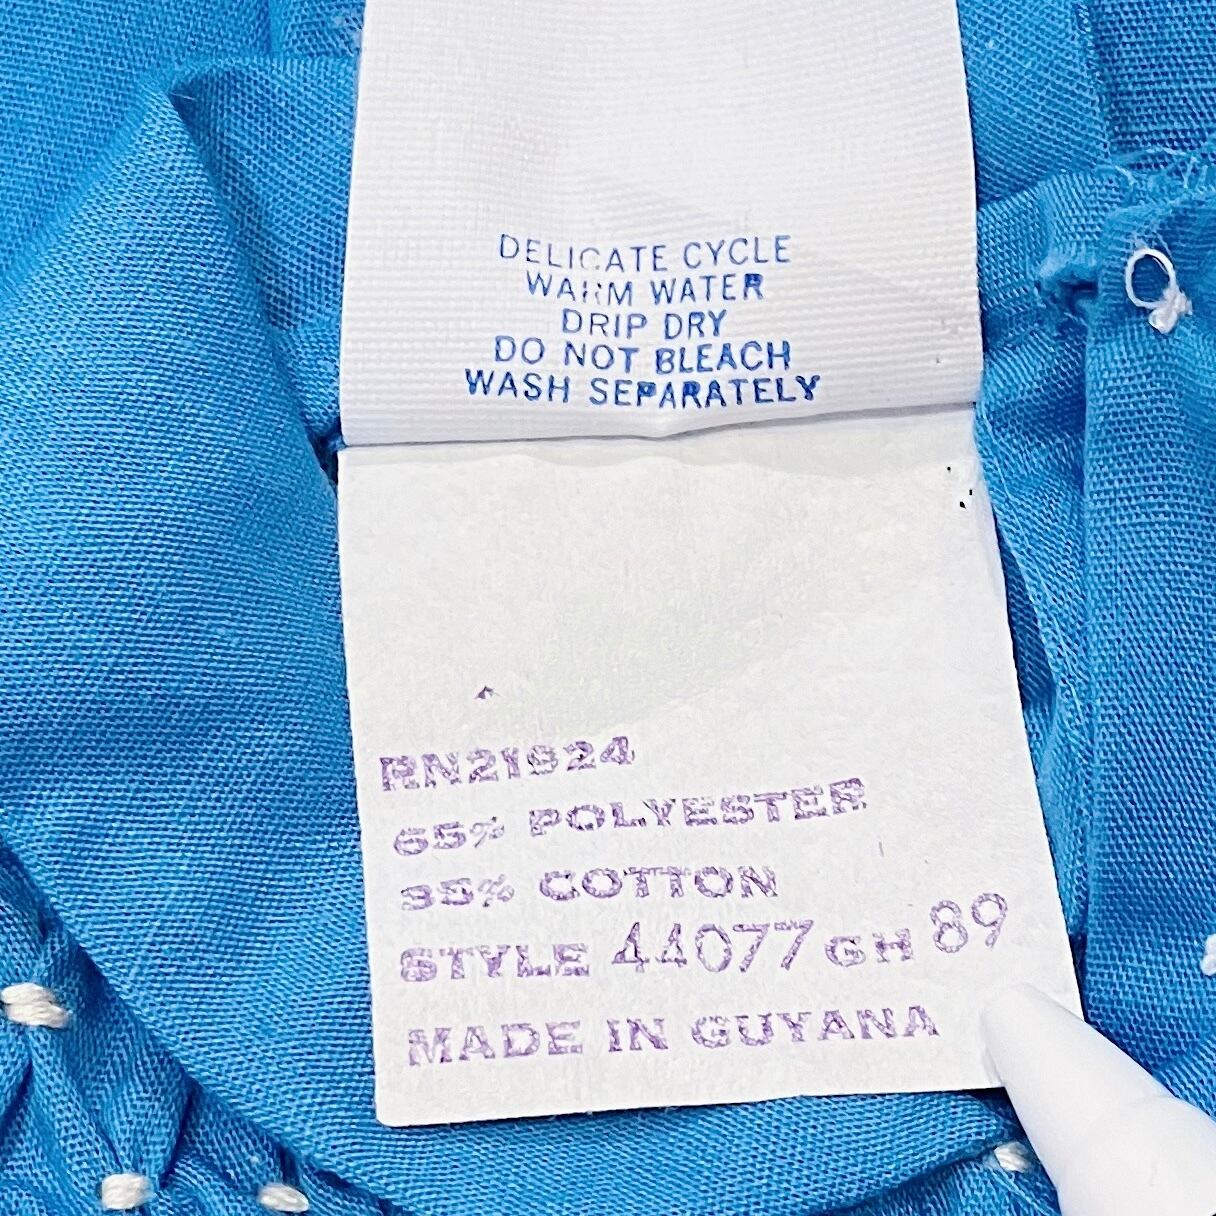 DELICATE CYCLE
WARM WATER
DRIP DRY
DO NOT BLEACH
WASH SEPARATELY
RN21924
65% POLYESTER
35% COTTON
STYLE 44077 GH 89
MADE IN GUYANA